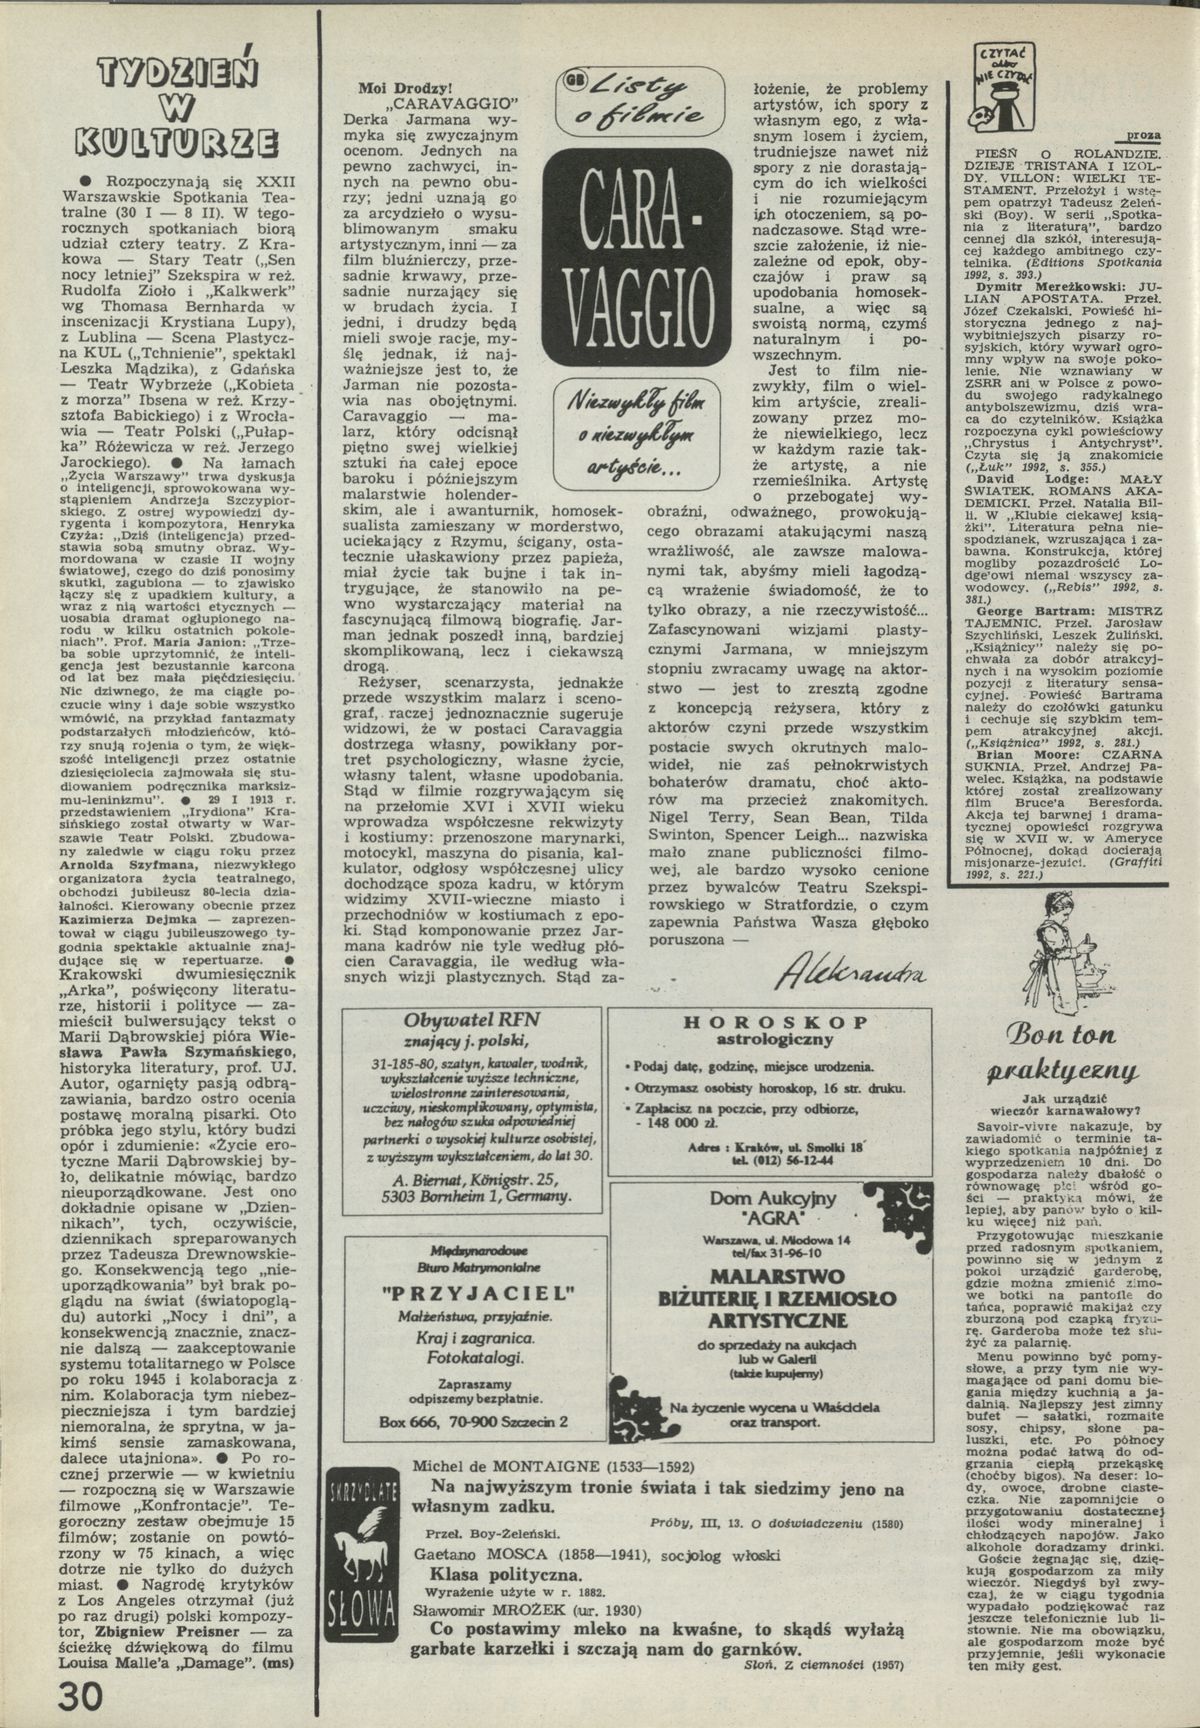 TYDZIEŃ
W
KULTURZE
● Rozpoczynają się XXII
Warszawskie Spotkania Tea-
tralne (30 I — 8 II). W tego-
rocznych spotkaniach biorą
udział cztery teatry. Z Kra-
kowa — Stary Teatr („Sen
nocy letniej” Szekspira w reż.
Rudolfa Zioło i „Kalkwerk”
wg Thomasa Bernharda w
inscenizacji Krystiana Lupy),
z Lublina — Scena Plastycz-
na KUL („Tchnienie”, spektakl
Leszka Mądzika), z Gdańska
— Teatr Wybrzeże („Kobieta
z morza” Ibsena w reż. Krzy-
sztofa Babickiego) i z Wrocła-
wia — Teatr Polski („Pułap-
ka” Różewicza w reż. Jerzego
Jarockiego). ● Na łamach
„Życia Warszawy” trwa dyskusja
o inteligencji, sprowokowana wy-
stąpieniem Andrzeja Szczypior-
skiego. Z ostrej wypowiedzi dy-
rygenta i kompozytora, Henryka
Czyża: „Dziś (inteligencja) przed-
stawia sobą smutny obraz. Wy-
mordowana w czasie II wojny
światowej, czego do dziś ponosimy
skutki, zagubiona — to zjawisko
łączy się z upadkiem kultury, a
wraz z nią wartości etycznych —
uosabia dramat ogłupionego na-
rodu w kilku ostatnich pokole-
niach”. Prof. Maria Janion: „Trze-
ba sobie uprzytomnić, że inteli-
gencja jest bezustannie karcona
od lat bez mała pięćdziesięciu.
Nic dziwnego, że ma ciągłe po-
czucie winy i daje sobie wszystko
wmówić, na przykład fantazmaty
podstarzałych młodzieńców, któ-
rzy snują rojenia o tym, że więk-
szość inteligencji przez ostatnie
dziesięciolecia zajmowała się stu-
diowaniem podręcznika marksiz-
mu-leninizmu”. ● 29 I 1913 r.
przedstawieniem „Irydiona” Kra-
sińskiego został otwarty w War-
szawie Teatr Polski. Zbudowa-
ny zaledwie w ciągu roku przez
Arnolda Szyfmana, niezwykłego
organizatora życia teatralnego,
obchodzi jubileusz 80-lecia dzia-
łalności. Kierowany obecnie przez
Kazimierza Dejmka — zaprezen-
tował w ciągu jubileuszowego ty-
godnia spektakle aktualnie znaj-
dujące się w repertuarze. ●
Krakowski dwumiesięcznik
„Arka”, poświęcony literatu-
rze, historii i polityce — za-
mieścił bulwersujący tekst o
Marii Dąbrowskiej pióra Wie-
sława Pawła Szymańskiego,
historyka literatury, prof. UJ.
Autor, ogarnięty pasją odbrą-
zawiania, bardzo ostro ocenia
postawę moralną pisarki. Oto
próbka jego stylu, który budzi
opór i zdumienie: «Życie ero-
tyczne Marii Dąbrowskiej by-
ło, delikatnie mówiąc, bardzo
nieuporządkowane. Jest ono
dokładnie opisane w „Dzien-
nikach”, tych, oczywiście,
dziennikach spreparowanych
przez Tadeusza Drewnowskie-
go. Konsekwencją tego „nie-
uporządkowania” był brak po-
glądu na świat (światopoglą-
du) autorki „Nocy i dni”, a
konsekwencją znacznie, znacz-
nie dalszą — zaakceptowanie
systemu totalitarnego w Polsce
po roku 1945 i kolaboracja z
nim. Kolaboracja tym niebez-
pieczniejsza i tym bardziej
niemoralna, że sprytna, w ja-
kimś sensie zamaskowana,
dalece utajniona». ● Po ro-
cznej przerwie — w kwietniu
— rozpoczną się w Warszawie
filmowe „Konfrontacje”. Te-
goroczny zestaw obejmuje 15
filmów; zostanie on powtó-
rzony w 75 kinach, a więc
dotrze nie tylko do dużych
miast. ● Nagrodę krytyków
z Los Angeles otrzymał (już
po raz drugi) polski kompozy-
tor, Zbigniew Preisner — za
ścieżkę dźwiękową do filmu
Louisa Malle'a „Damage”. (ms)
30
GB Listy
o filmie
CARA-
VAGGIO
Niezwykły film
o niezwykłym
artyście...
Moi Drodzy!
„CARAVAGGIO”
Derka Jarmana wy-
myka się zwyczajnym
ocenom. Jednych na
pewno zachwyci, in-
nych na pewno obu-
rzy; jedni uznają go
za arcydzieło o wysu-
blimowanym smaku
artystycznym, inni — za
film bluźnierczy, prze-
sadnie krwawy, prze-
sadnie nurzający się
w brudach życia. I
jedni, i drudzy będą
mieli swoje racje, my-
ślę jednak, iż naj-
ważniejsze jest to, że
Jarman nie pozosta-
wia nas obojętnymi.
Caravaggio — ma-
larz, który odcisnął
piętno swej wielkiej
sztuki na całej epoce
baroku i późniejszym
malarstwie holender-
skim, ale i awanturnik, homosek-
sualista zamieszany w morderstwo,
uciekający z Rzymu, ścigany, osta-
tecznie ułaskawiony przez papieża,
miał życie tak bujne i tak in-
trygujące, że stanowiło na pe-
wno wystarczający materiał na
fascynującą filmową biografię. Jar-
man jednak poszedł inną, bardziej
skomplikowaną, lecz i ciekawszą
drogą.
Reżyser, scenarzysta, jednakże
przede wszystkim malarz i sceno-
graf, raczej jednoznacznie sugeruje
widzowi, że w postaci Caravaggia
dostrzega własny, powikłany por-
tret psychologiczny, własne życie,
własny talent, własne upodobania.
Stąd w filmie rozgrywającym się
na przełomie XVI i XVII wieku
wprowadza współczesne rekwizyty
i kostiumy: przenoszone marynarki,
motocykl, maszyna do pisania, kal-
kulator, odgłosy współczesnej ulicy
dochodzące spoza kadru, w którym
widzimy XVII-wieczne miasto i
przechodniów w kostiumach z epo-
ki. Stąd komponowanie przez Jar-
mana kadrów nie tyle według płó-
cien Caravaggia, ile według wła-
snych wizji plastycznych. Stąd za-
łożenie, że problemy
artystów, ich spory z
własnym ego, z wła-
snym losem i życiem,
trudniejsze nawet niż
spory z nie dorastają-
cym do ich wielkości
i nie rozumiejącym
ich otoczeniem, są po-
nadczasowe. Stąd wre-
szcie założenie, iż nie-
zależne od epok, oby-
czajów i praw są
upodobania homosek-
sualne, a więc są
swoistą normą, czymś
naturalnym i po-
wszechnym.
Jest to film nie-
zwykły, film o wiel-
kim artyście, zreali-
zowany przez mo-
że niewielkiego, lecz
w każdym razie tak-
że artystę, a nie
rzemieślnika. Artystę
o przebogatej wy-
obraźni, odważnego, prowokują-
cego obrazami atakującymi naszą
wrażliwość, ale zawsze malowa-
nymi tak, abyśmy mieli łagodzą-
cą wrażenie świadomość, że to
tylko obrazy, a nie rzeczywistość...
Zafascynowani wizjami plasty-
cznymi Jarmana, w mniejszym
stopniu zwracamy uwagę na aktor-
stwo — jest to zresztą zgodne
z koncepcją reżysera, który z
aktorów czyni przede wszystkim
postacie swych okrutnych malo-
wideł, nie zaś pełnokrwistych
bohaterów dramatu, choć akto-
rów ma przecież znakomitych.
Nigel Terry, Sean Bean, Tilda
Swinton, Spencer Leigh... nazwiska
mało znane publiczności filmo-
wej, ale bardzo wysoko cenione
przez bywalców Teatru Szekspi-
rowskiego w Stratfordzie, o czym
zapewnia Państwa Wasza głęboko
poruszona —
Aleksandra
Obywatel RFN
znający j. polski,
31-185-80, szatyn, kawaler, wodnik,
wykształcenie wyższe techniczne,
wielostronne zainteresowania,
uczciwy, nieskomplikowany, optymista,
bez nałogów szuka odpowiedniej
partnerki o wysokiej kulturze osobistej,
z wyższym wykształceniem, do lat 30.
A. Biernat, Königstr. 25,
5303 Bornheim 1, Germany.
HOROSKOP
astrologiczny
• Podaj datę, godzinę, miejsce urodzenia.
• Otrzymasz osobisty horoskop, 16 str. druku.
• Zapłacisz na poczcie, przy odbiorze,
- 148 000 zł.
Adres : Kraków, ul. Smolki 18
tel. (012) 56-12-44
Międzynarodowe
Biuro Matrymonialne
"PRZYJACIEL"
Małżeństwa, przyjaźnie.
Kraj i zagranica.
Fotokatalogi.
Zapraszamy
odpiszemy bezpłatnie.
Box 666, 70-900 Szczecin 2
Dom Aukcyjny
"AGRA"
Warszawa, ul. Miodowa 14
tel/fax 31-96-10
MALARSTWO
BIŻUTERIĘ I RZEMIOSŁO
ARTYSTYCZNE
do sprzedaży na aukcjach
lub w Galerii
(także kupujemy)
Na życzenie wycena u Właściciela
oraz transport.
SKRZYDLATE
SŁOWA
Michel de MONTAIGNE (1533—1592)
Na najwyższym tronie świata i tak siedzimy jeno na
własnym zadku.
Próby, III, 13. O doświadczeniu (1580)
Przeł. Boy-Żeleński.
Gaetano MOSCA (1858—1941), socjolog włoski
Klasa polityczna.
Wyrażenie użyte w r. 1882.
Sławomir MROŻEK (ur. 1930)
Co postawimy mleko na kwaśne, to skądś wyłażą
garbate karzełki i szczają nam do garnków.
Słoń. Z ciemności (1957)
CZYTAĆ
albo
NIE CZYTAĆ
proza
PIEŚŃ O ROLANDZIE.
DZIEJE TRISTANA I IZOL-
DY. VILLON: WIELKI TE-
STAMENT. Przełożył i wstę-
pem opatrzył Tadeusz Żeleń-
ski (Boy). W serii „Spotka-
nia z literaturą”, bardzo
cennej dla szkół, interesują-
cej każdego ambitnego czy-
telnika. (Editions Spotkania
1992, s. 393.)
Dymitr Mereżkowski: JU-
LIAN APOSTATA. Przeł.
Józef Czekalski. Powieść hi-
storyczna jednego z naj-
wybitniejszych pisarzy ro-
syjskich, który wywarł ogro-
mny wpływ na swoje poko-
lenie. Nie wznawiany w
ZSRR ani w Polsce z powo-
du swojego radykalnego
antybolszewizmu, dziś wra-
ca do czytelników. Książka
rozpoczyna cykl powieściowy
„Chrystus i Antychryst”.
Czyta się ją znakomicie
(„Łuk” 1992, s. 355.)
David Lodge: MAŁY
ŚWIATEK. ROMANS AKA-
DEMICKI. Przeł. Natalia Bil-
li. W „Klubie ciekawej ksią-
żki”. Literatura pełna nie-
spodzianek, wzruszająca i za-
bawna. Konstrukcja, której
mogliby pozazdrościć Lo-
dge'owi niemal wszyscy za-
wodowcy. („Rebis” 1992, s.
381.)
George Bartram: MISTRZ
TAJEMNIC. Przeł. Jarosław
Szychliński, Leszek Żuliński.
„Książnicy” należy się po-
chwała za dobór atrakcyj-
nych i na wysokim poziomie
pozycji z literatury sensa-
cyjnej. Powieść Bartrama
należy do czołówki gatunku
i cechuje się szybkim tem-
pem atrakcyjnej akcji.
(„Książnica” 1992, s. 281.)
Brian Moore: CZARNA
SUKNIA. Przeł. Andrzej Pa-
welec. Książka, na podstawie
której został zrealizowany
film Bruce'a Beresforda.
Akcja tej barwnej i drama-
tycznej opowieści rozgrywa
się w XVII w. w Ameryce
Północnej, dokąd docierają
misjonarze-jezuici. (Graffiti
1992, s. 221.)
Bon ton
praktyczny
Jak urządzić
wieczór karnawałowy?
Savoir-vivre nakazuje, by
zawiadomić o terminie ta-
kiego spotkania najpóźniej z
wyprzedzeniem 10 dni. Do
gospodarza należy dbałość o
równowagę płci wśród go-
ści — praktyka mówi, że
lepiej, aby panów było o kil-
ku więcej niż pań.
Przygotowując mieszkanie
przed radosnym spotkaniem,
powinno się w jednym z
pokoi urządzić garderobę,
gdzie można zmienić zimo-
we botki na pantofle do
tańca, poprawić makijaż czy
zburzoną pod czapką fryzu-
rę. Garderoba może też słu-
żyć za palarnię.
Menu powinno być pomy-
słowe, a przy tym nie wy-
magające od pani domu bie-
gania między kuchnią a ja-
dalnią. Najlepszy jest zimny
bufet — sałatki, rozmaite
sosy, chipsy, słone pa-
luszki, etc. Po północy
można podać łatwą do od-
grzania ciepłą przekąskę
(choćby bigos). Na deser: lo-
dy, owoce, drobne ciaste-
czka. Nie zapomnijcie o
przygotowaniu dostatecznej
ilości wody mineralnej i
chłodzących napojów. Jako
alkohole doradzamy drinki.
Goście żegnając się, dzię-
kują gospodarzom za miły
wieczór. Niegdyś był zwy-
czaj, że w ciągu tygodnia
wypadało podziękować raz
jeszcze telefonicznie lub li-
stownie. Nie ma obowiązku,
ale gospodarzom może być
przyjemnie, jeśli wykonacie
ten miły gest.